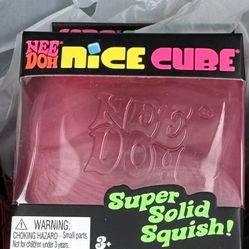 NEE
DOH
NICE CUBE
NEE
DOH
Super
Solid
Squish!
WARNING:
CHOKING HAZARD - Small parts.
Not for children under 3 years.
3+